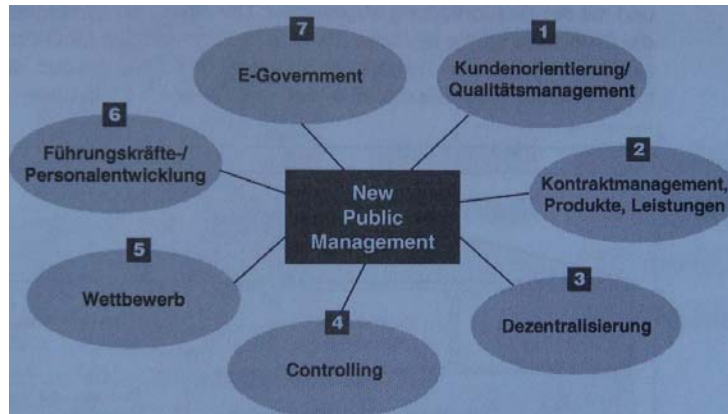 7
E-Government
1
Kundenorientierung/
Qualitätsmanagement
6
Führungskräfte-/
Personalentwicklung
2
Kontraktmanagement,
Produkte, Leistungen
New
Public
Management
5
Wettbewerb
3
Dezentralisierung
4
Controlling